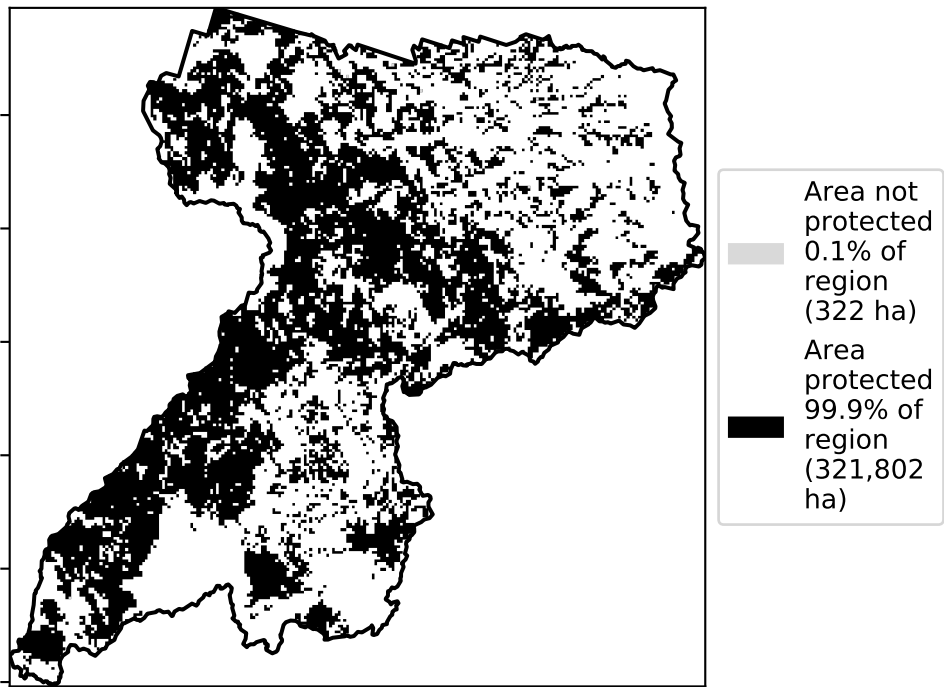 Area not
protected
0.1% of
region
(322 ha)
Area
protected
99.9% of
region
(321,802
ha)